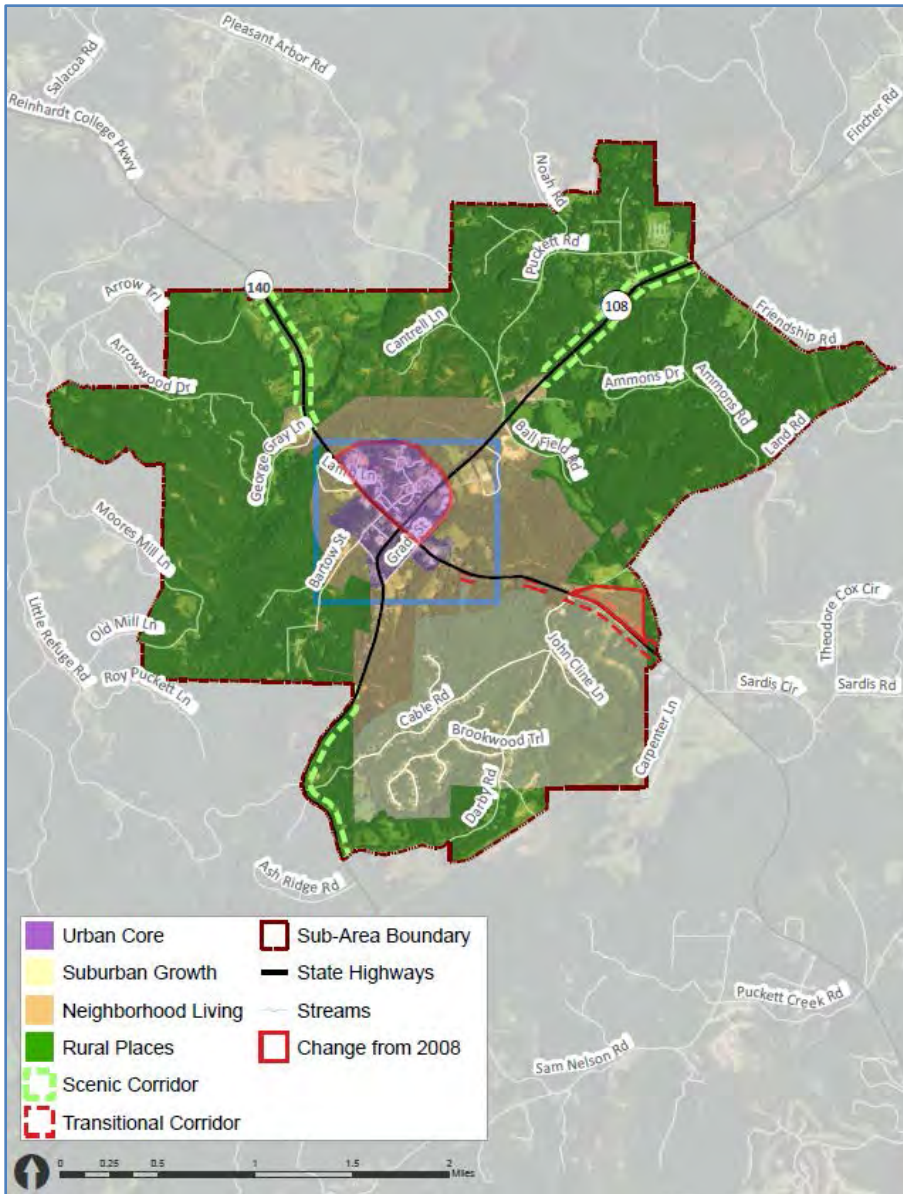 Pleasant Arbor Rd
Salacoa Rd
Reinhardt College Pkwy
Fincher Rd
Noah Rd
Puckett Rd
140
108
Arrow Trl
Cantrell Ln
Friendship Rd
Arrowwood Dr
Ammons Dr
Ammons Rd
Land Rd
George Gray Ln
Ball Field Rd
Lamb Ln
Moores Mill Ln
Bartow St
Grady St
Theodore Cox Cir
Little Refuge Rd
Old Mill Ln
John Cline Ln
Roy Puckett Ln
Sardis Cir
Sardis Rd
Cable Rd
Carpenter Ln
Brookwood Trl
Darby Rd
Ash Ridge Rd
Puckett Creek Rd
Sam Nelson Rd
Urban Core
Suburban Growth
Neighborhood Living
Rural Places
Scenic Corridor
Transitional Corridor
Sub-Area Boundary
State Highways
Streams
Change from 2008
0 0.25 0.5 1 1.5 2
Miles